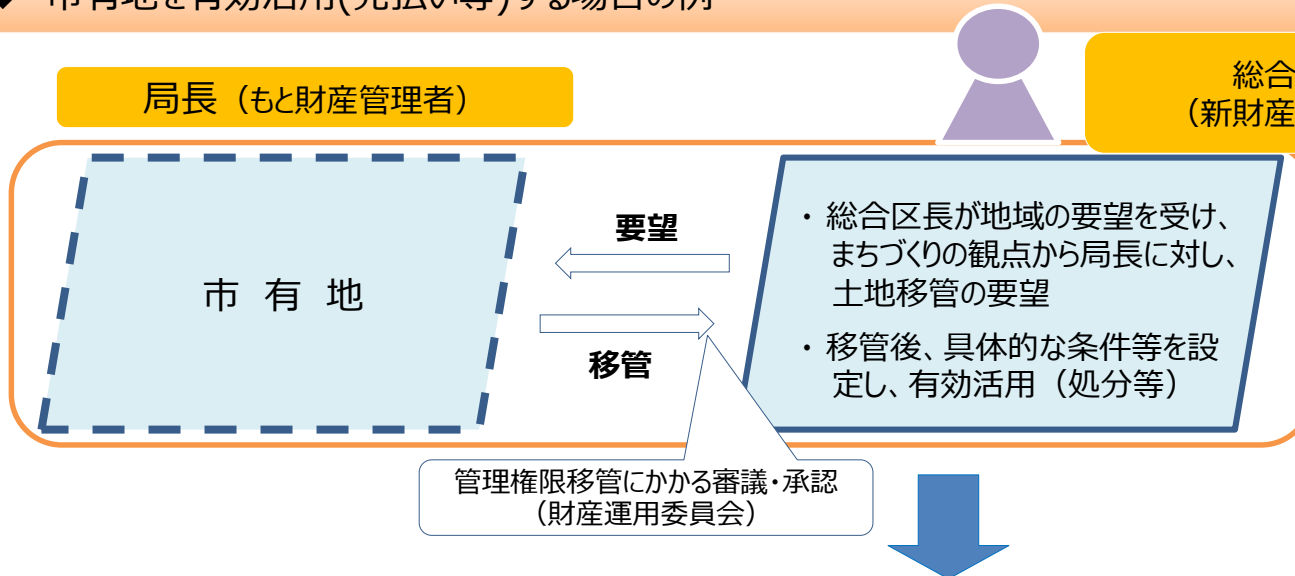 市有地を有効活用(売払い等)する場合の例
局長（もと財産管理者）
総合
（新財産
市 有 地
要望
移管
・ 総合区長が地域の要望を受け、
まちづくりの観点から局長に対し、
土地移管の要望
・ 移管後、具体的な条件等を設
定し、有効活用（処分等）
管理権限移管にかかる審議・承認
（財産運用委員会）